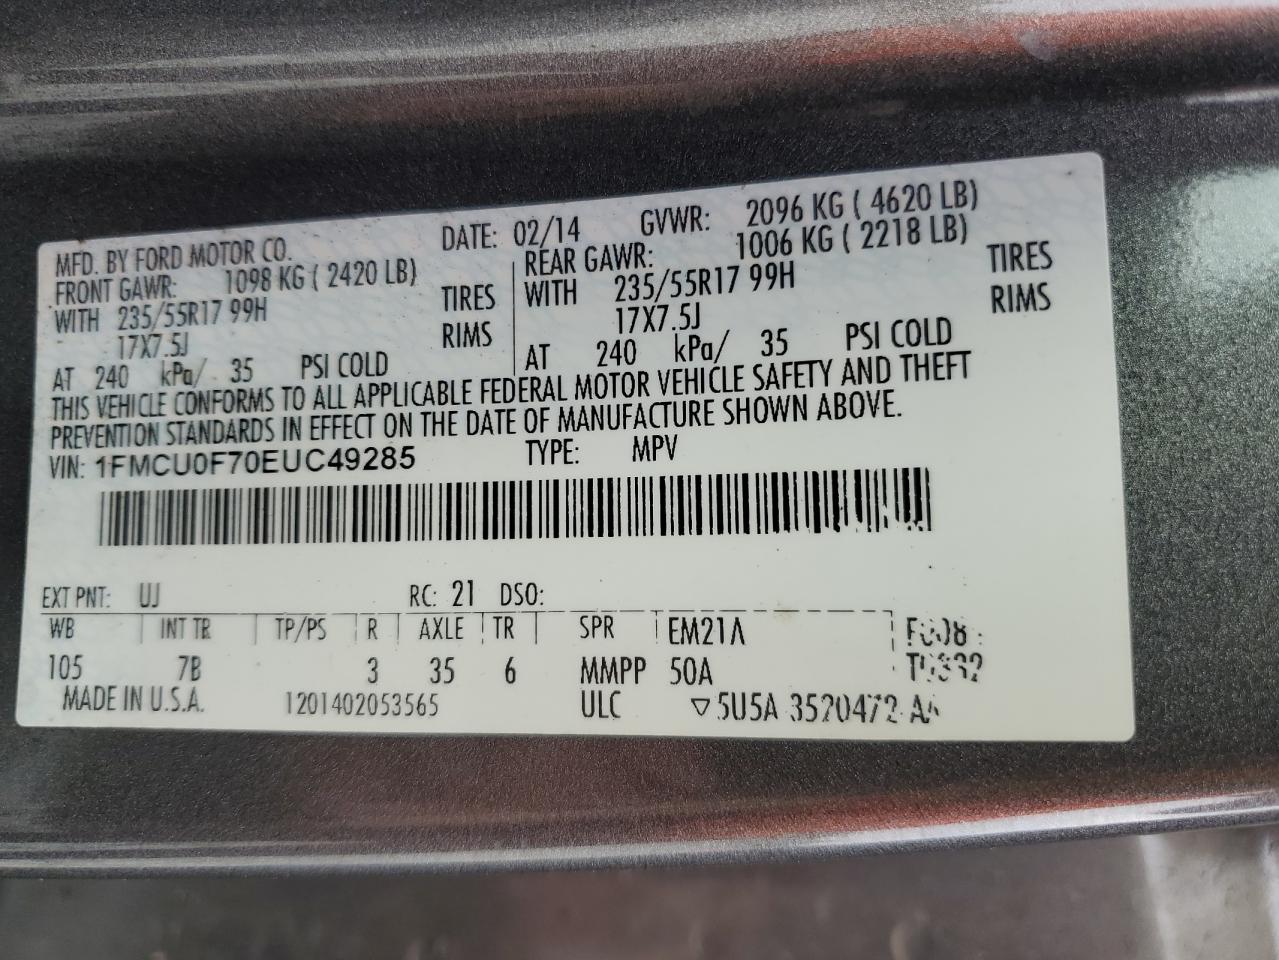 MFD. BY FORD MOTOR CO. DATE: 02/14 GVWR: 2096 KG ( 4620 LB)
FRONT GAWR: 1098 KG ( 2420 LB) REAR GAWR: 1006 KG ( 2218 LB)
WITH 235/55R17 99H TIRES WITH 235/55R17 99H TIRES
17X7.5J RIMS 17X7.5J RIMS
AT 240 kPa/ 35 PSI COLD AT 240 kPa/ 35 PSI COLD
THIS VEHICLE CONFORMS TO ALL APPLICABLE FEDERAL MOTOR VEHICLE SAFETY AND THEFT
PREVENTION STANDARDS IN EFFECT ON THE DATE OF MANUFACTURE SHOWN ABOVE.
VIN: 1FMCU0F70EUC49285 TYPE: MPV
EXT PNT: UJ RC: 21 DSO:
WB INT TR TP/PS R AXLE TR SPR EM21A
105 7B 3 35 6 MMPP 50A
MADE IN U.S.A. 1201402053565 ULC ▽5U5A 3520472